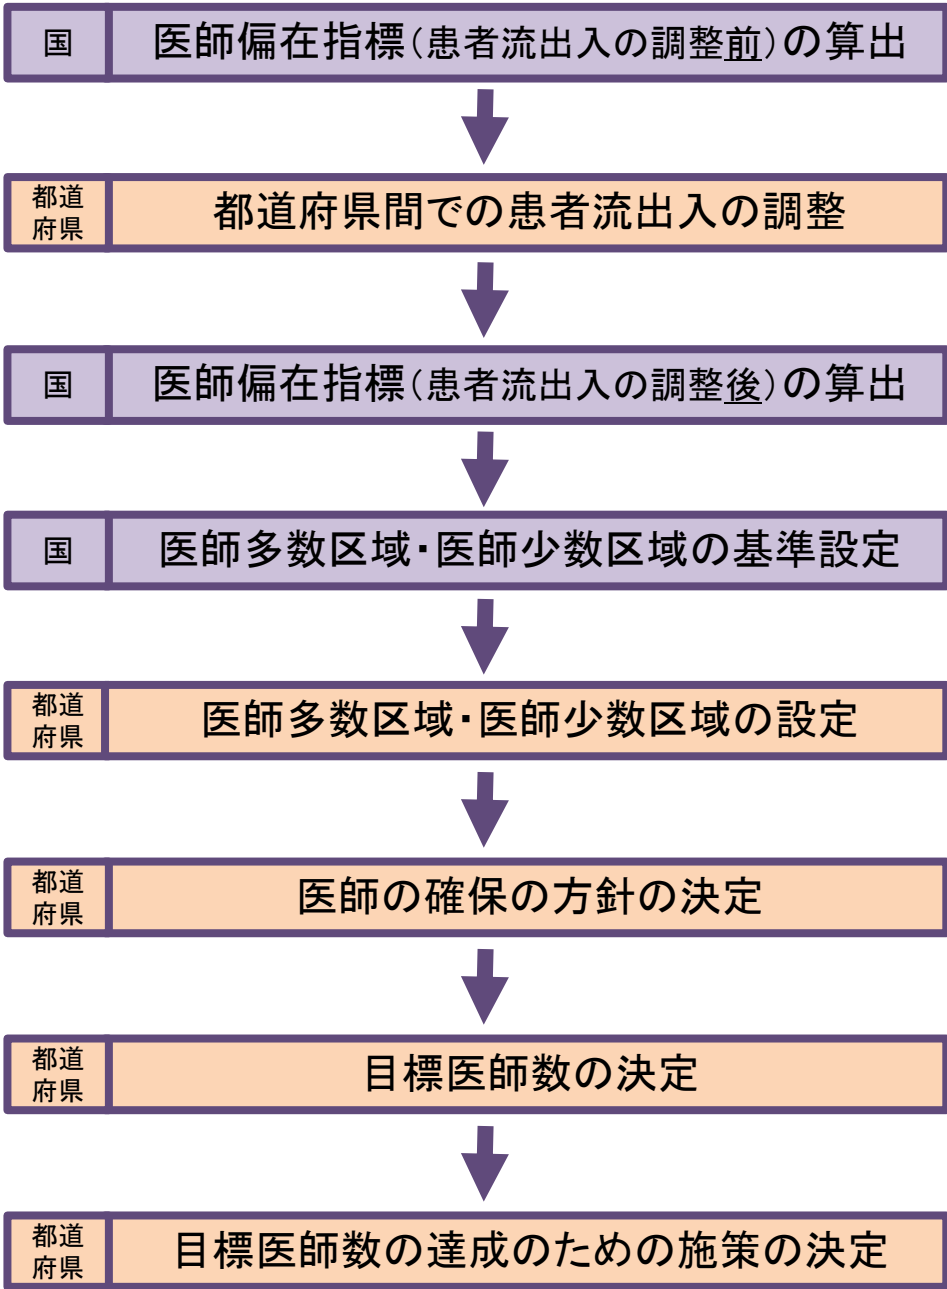 国 医師偏在指標(患者流出入の調整前)の算出
都道
府県
都道府県間での患者流出入の調整
国 医師偏在指標(患者流出入の調整後)の算出
国 医師多数区域・医師少数区域の基準設定
都道
府県
医師多数区域・医師少数区域の設定
都道
府県
医師の確保の方針の決定
都道
府県
目標医師数の決定
都道
府県
目標医師数の達成のための施策の決定